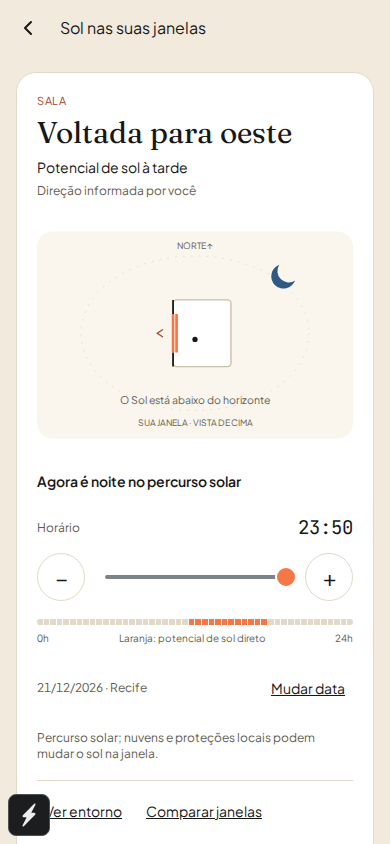 Sol nas suas janelas
SALA
Voltada para oeste
Potencial de sol à tarde
Direção informada por você
NORTE↑
O Sol está abaixo do horizonte
SUA JANELA · VISTA DE CIMA
Agora é noite no percurso solar
Horário 23:50
− +
0h Laranja: potencial de sol direto 24h
21/12/2026 · Recife Mudar data
Percurso solar; nuvens e proteções locais podem
mudar o sol na janela.
Ver entorno Comparar janelas